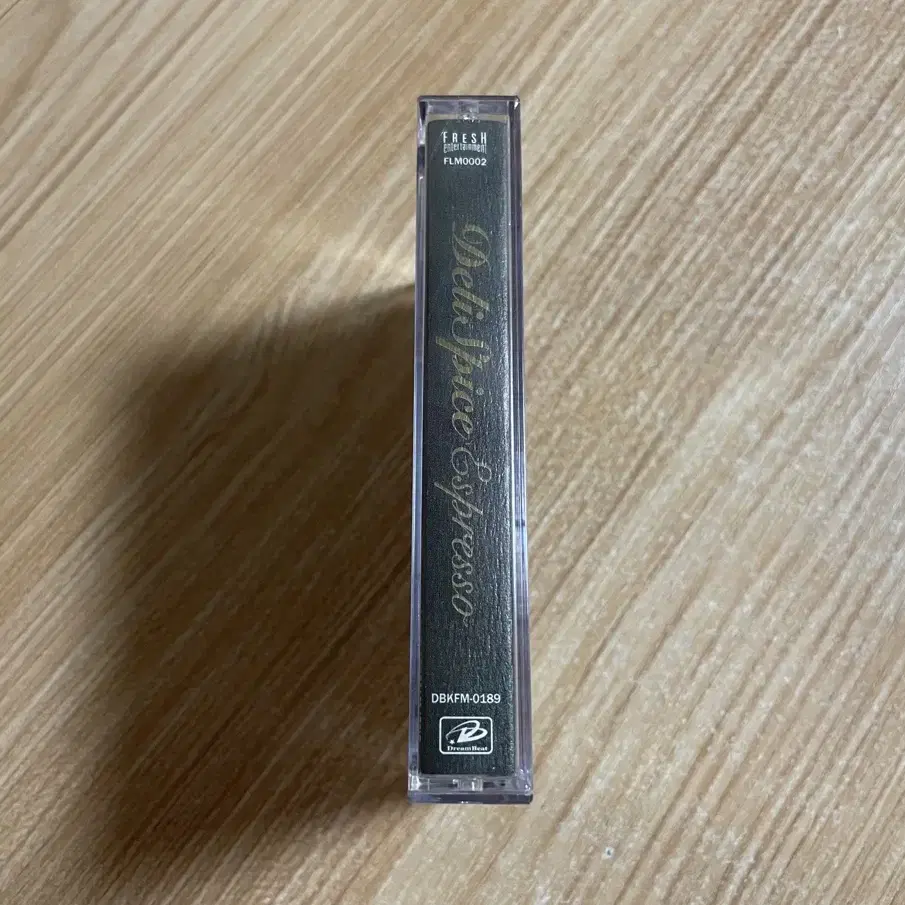 FRESH
entertainment
FLM0002
DeliSpice Espresso
DBKFM-0189
DreamBeat